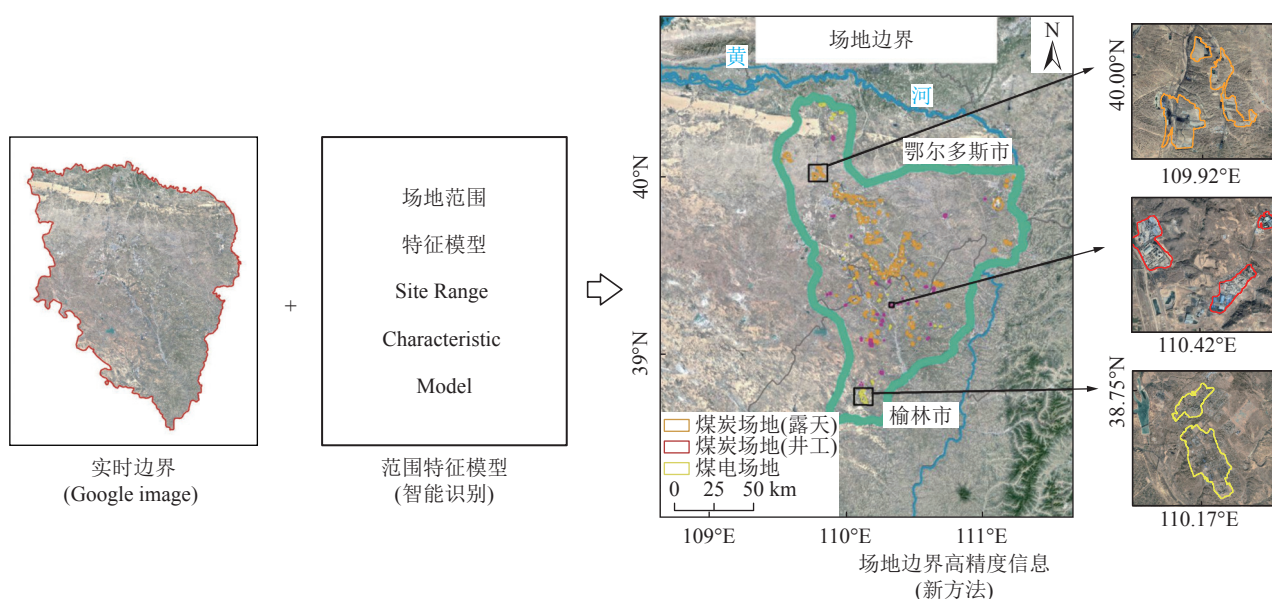 场地范围
特征模型
Site Range
Characteristic
Model
+
实时边界
(Google image)
范围特征模型
(智能识别)
场地边界
N
黄
河
鄂尔多斯市
榆林市
40°N
39°N
煤炭场地(露天)
煤炭场地(井工)
煤电场地
0 25 50 km
109°E 110°E 111°E
场地边界高精度信息
(新方法)
40.00°N
109.92°E
110.42°E
38.75°N
110.17°E